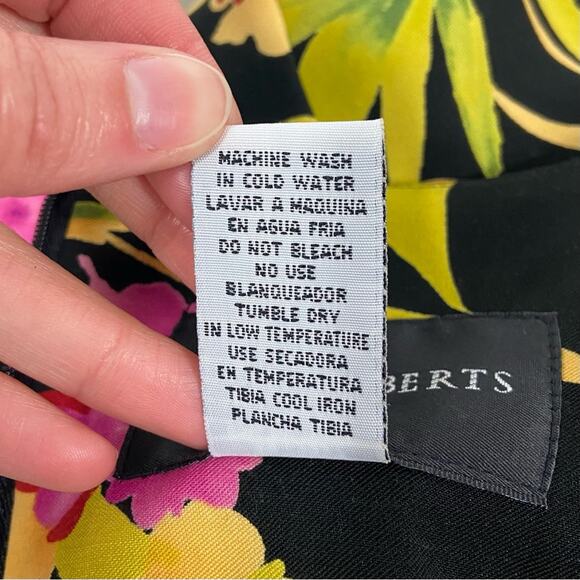 MACHINE WASH
IN COLD WATER
LAVAR A MAQUINA
EN AGUA FRIA
DO NOT BLEACH
NO USE
BLANQUEADOR
TUMBLE DRY
IN LOW TEMPERATURE
USE SECADORA
EN TEMPERATURA
TIBIA COOL IRON
PLANCHA TIBIA
BERTS